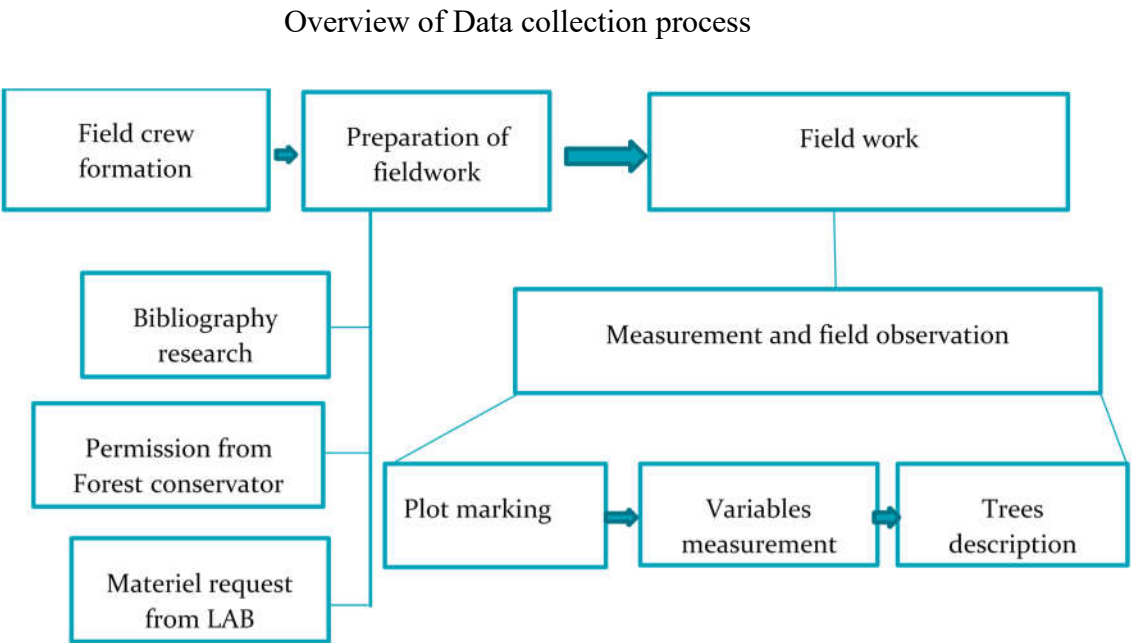 Overview of Data collection process
Field crew
formation
Preparation of
fieldwork
Field work
Bibliography
research
Measurement and field observation
Permission from
Forest conservator
Plot marking
Variables
measurement
Trees
description
Materiel request
from LAB